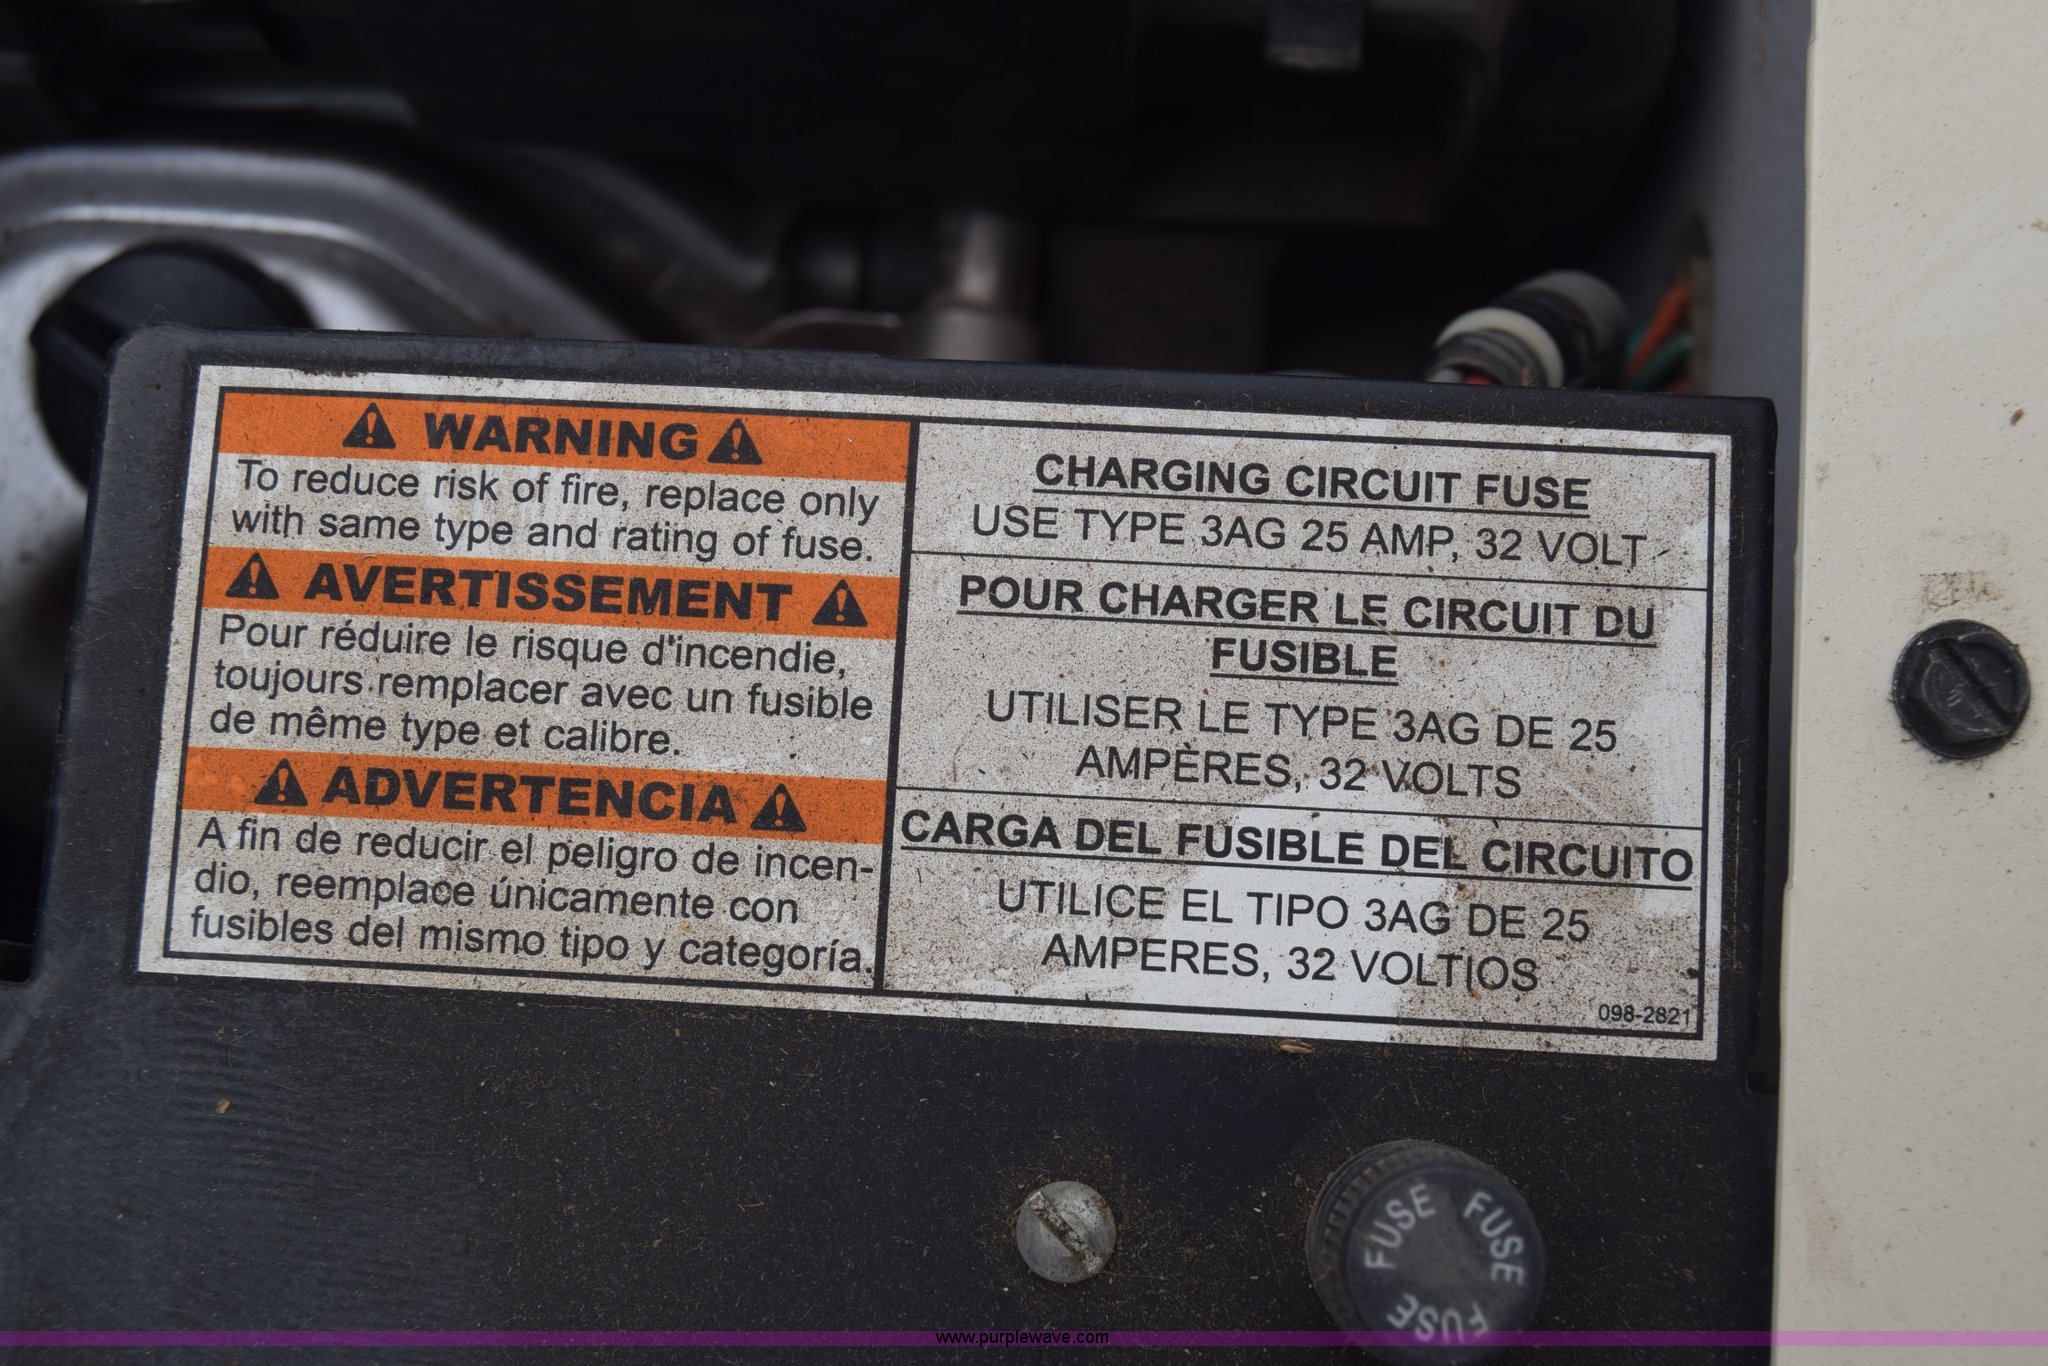 WARNING
To reduce risk of fire, replace only
with same type and rating of fuse.
AVERTISSEMENT
Pour réduire le risque d'incendie,
toujours remplacer avec un fusible
de même type et calibre.
ADVERTENCIA
A fin de reducir el peligro de incen-
dio, reemplace únicamente con
fusibles del mismo tipo y categoría.
CHARGING CIRCUIT FUSE
USE TYPE 3AG 25 AMP, 32 VOLT
POUR CHARGER LE CIRCUIT DU
FUSIBLE
UTILISER LE TYPE 3AG DE 25
AMPÈRES, 32 VOLTS
CARGA DEL FUSIBLE DEL CIRCUITO
UTILICE EL TIPO 3AG DE 25
AMPERES, 32 VOLTIOS
098-2821
FUSE FUSE FUSE
www.purplewave.com